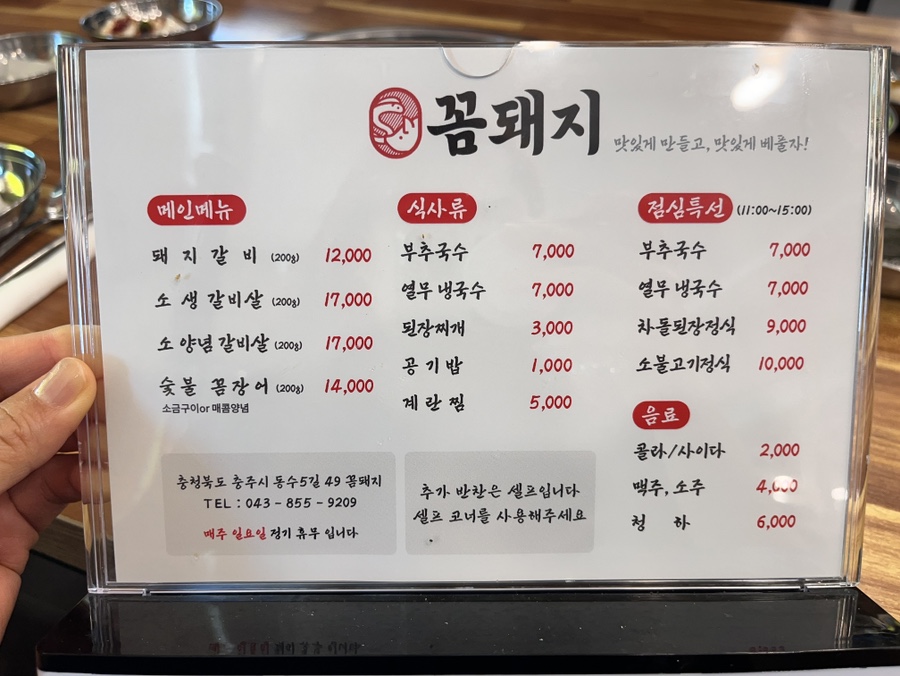 꼼돼지
맛있게 만들고, 맛있게 베풀자!
메인메뉴
돼지갈비 (200g) 12,000
소생갈비살 (200g) 17,000
소양념갈비살 (200g) 17,000
숯불 꼼장어 (200g) 14,000
소금구이or 매콤양념
식사류
부추국수 7,000
열무 냉국수 7,000
된장찌개 3,000
공기밥 1,000
계란찜 5,000
점심특선 (11:00~15:00)
부추국수 7,000
열무 냉국수 7,000
차돌된장정식 9,000
소불고기정식 10,000
음료
콜라/사이다 2,000
맥주, 소주 4,000
청하 6,000
충청북도 충주시 동수5길 49 꼼돼지
TEL : 043 - 855 - 9209
매주 일요일 정기 휴무 입니다
추가 반찬은 셀프입니다
셀프 코너를 사용해주세요